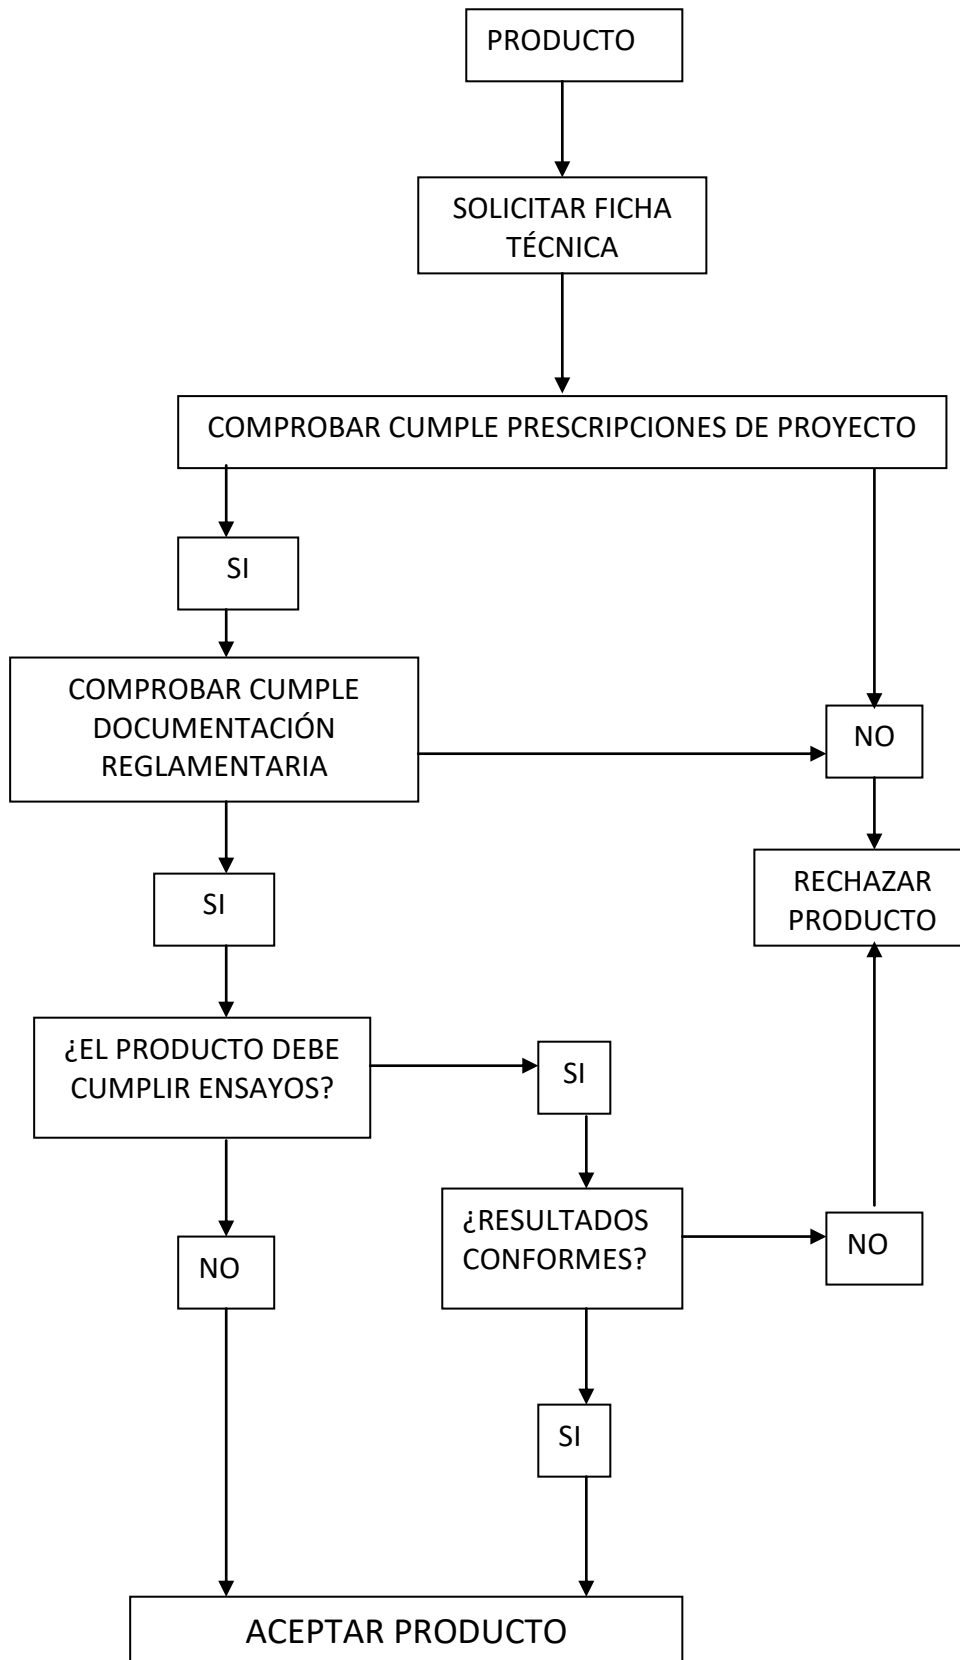 PRODUCTO
SOLICITAR FICHA
TÉCNICA
COMPROBAR CUMPLE PRESCRIPCIONES DE PROYECTO
SI
COMPROBAR CUMPLE
DOCUMENTACIÓN
REGLAMENTARIA
NO
RECHAZAR
PRODUCTO
SI
¿EL PRODUCTO DEBE
CUMPLIR ENSAYOS?
SI
¿RESULTADOS
CONFORMES?
NO
NO
SI
ACEPTAR PRODUCTO